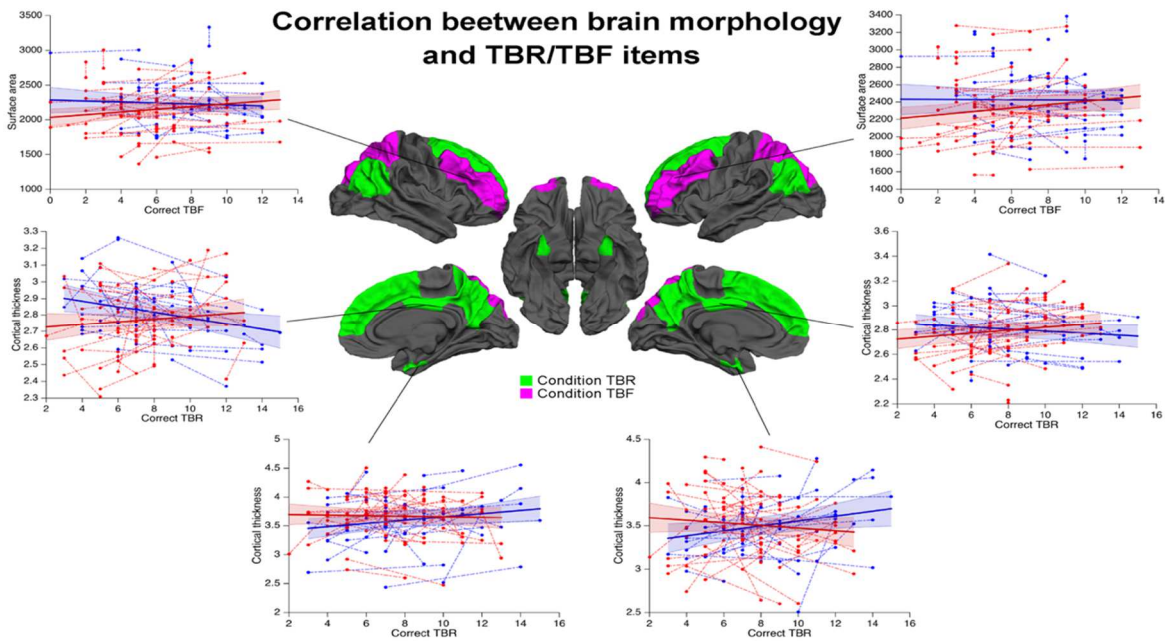 Correlation beetween brain morphology
and TBR/TBF items
3500
3000
2500
2000
1500
1000
Surface area
0 2 4 6 8 10 12 14
Correct TBF
3400
3200
3000
2800
2600
2400
2200
2000
1800
1600
1400
Surface area
0 2 4 6 8 10 12 14
Correct TBF
3.3
3.2
3.1
3
2.9
2.8
2.7
2.6
2.5
2.4
2.3
Cortical thickness
2 4 6 8 10 12 14 16
Correct TBR
3.6
3.4
3.2
3
2.8
2.6
2.4
2.2
Cortical thickness
2 4 6 8 10 12 14 16
Correct TBR
Condition TBR
Condition TBF
5
4.5
4
3.5
3
2.5
2
Cortical thickness
2 4 6 8 10 12 14 16
Correct TBR
4.5
4
3.5
3
2.5
Cortical thickness
2 4 6 8 10 12 14 16
Correct TBR